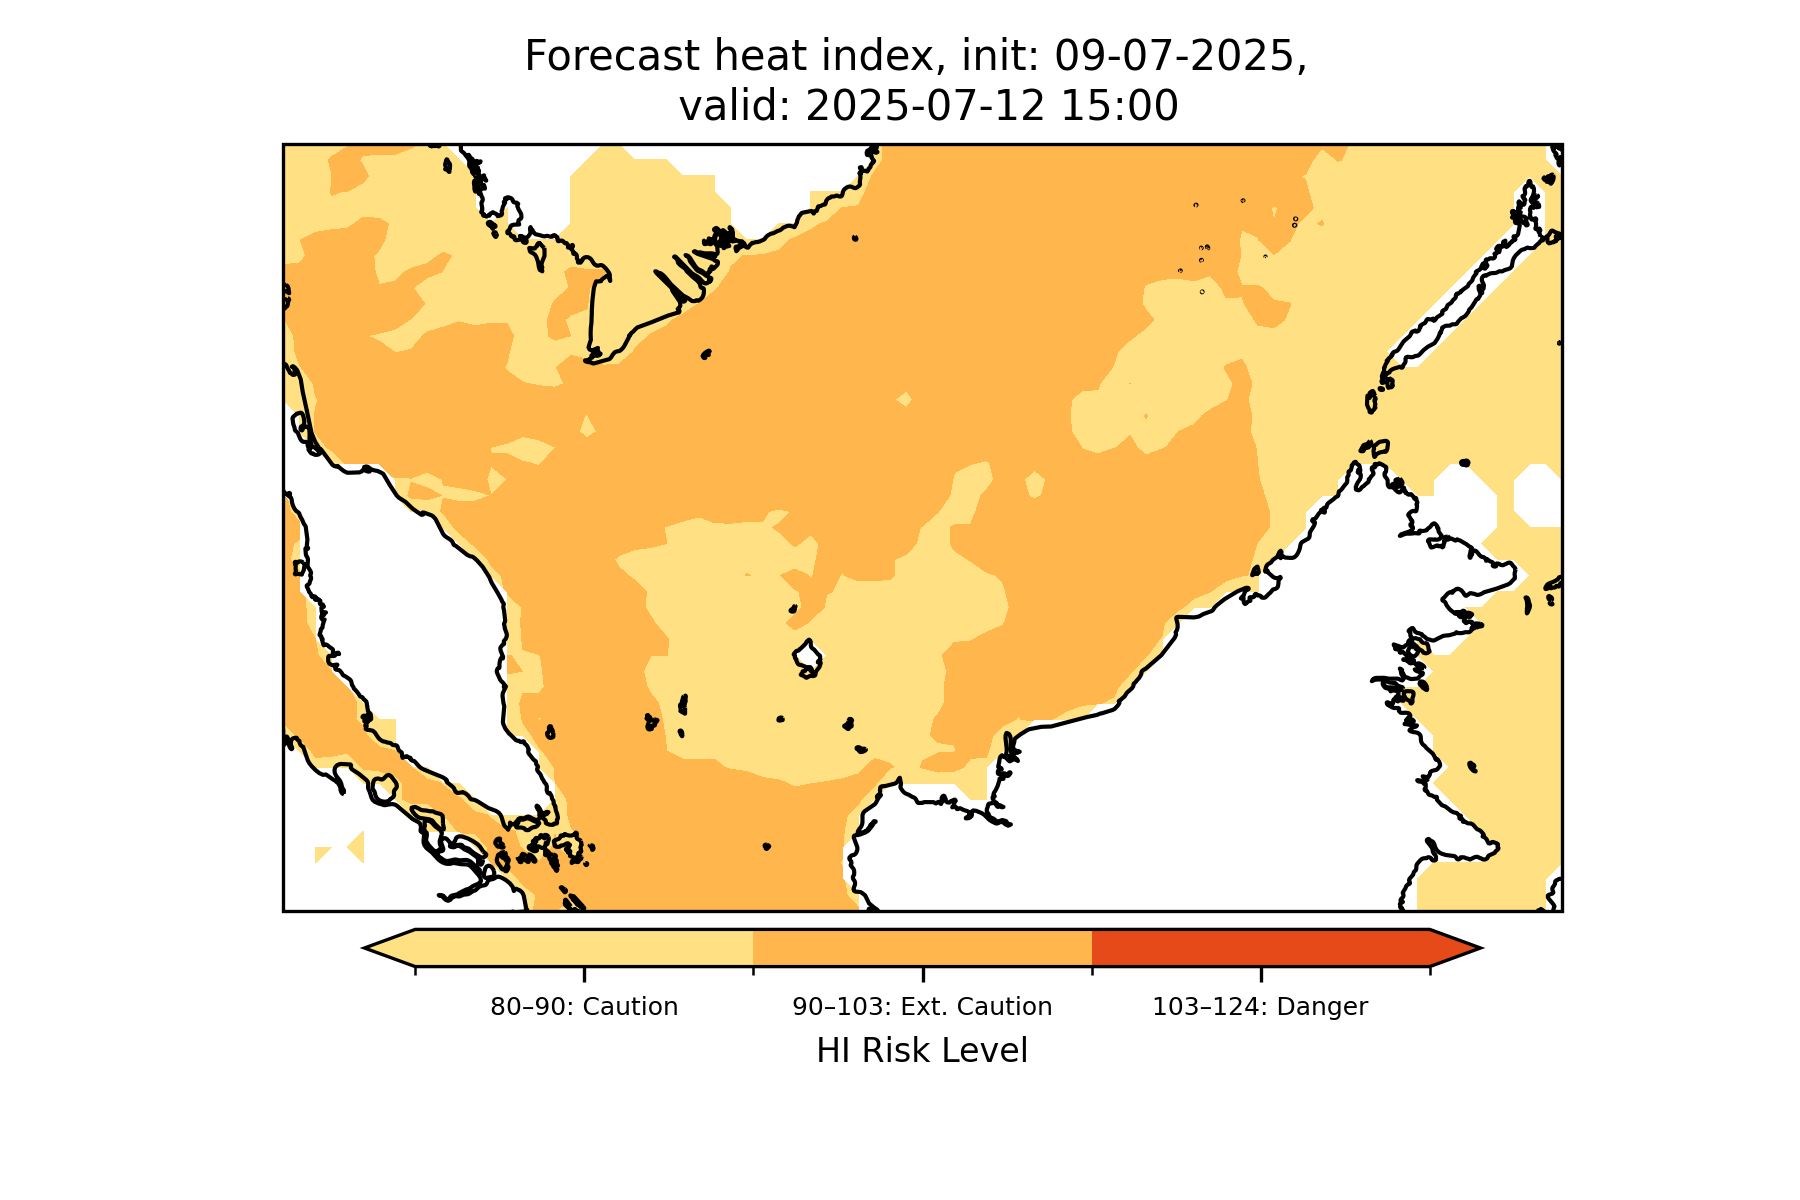 Forecast heat index, init: 09-07-2025,
valid: 2025-07-12 15:00
80–90: Caution
90–103: Ext. Caution
103–124: Danger
HI Risk Level